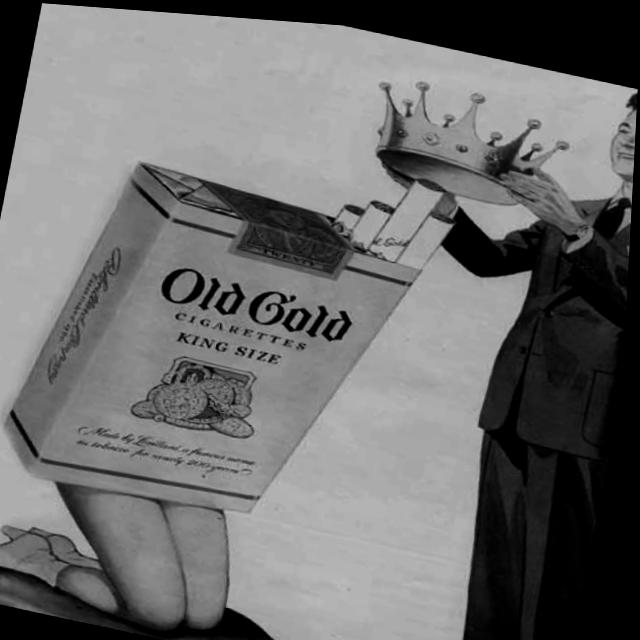 Old Gold
CIGARETTES
KING SIZE
Made by Lorillard a famous name
in tobacco for nearly 200 years